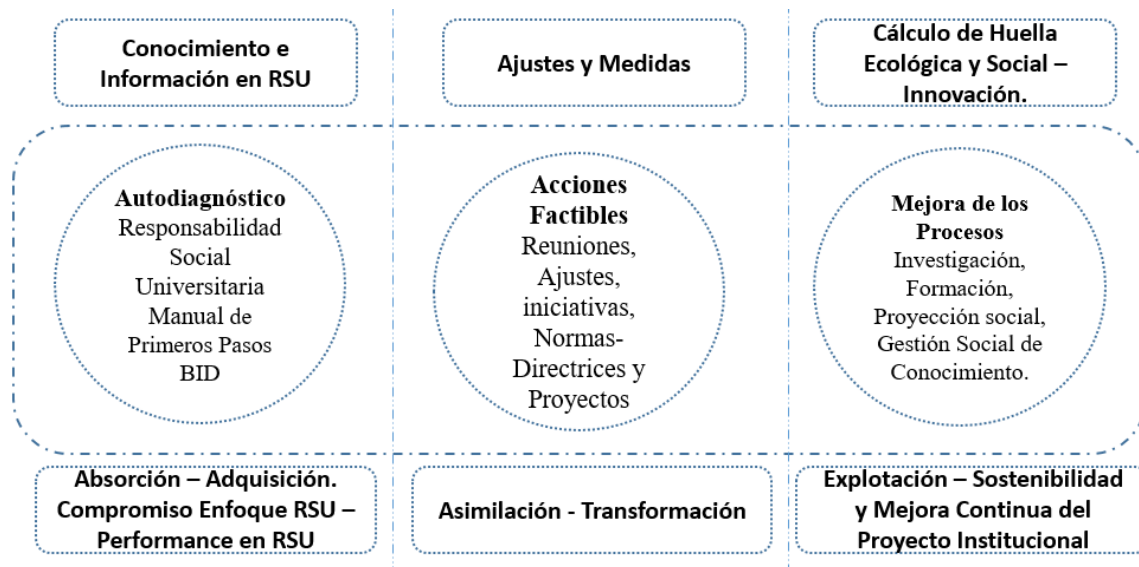 Conocimiento e
Información en RSU
Ajustes y Medidas
Cálculo de Huella
Ecológica y Social –
Innovación.
Autodiagnóstico
Responsabilidad
Social
Universitaria
Manual de
Primeros Pasos
BID
Acciones
Factibles
Reuniones,
Ajustes,
iniciativas,
Normas-
Directrices y
Proyectos
Mejora de los
Procesos
Investigación,
Formación,
Proyección social,
Gestión Social de
Conocimiento.
Absorción – Adquisición.
Compromiso Enfoque RSU –
Performance en RSU
Asimilación - Transformación
Explotación – Sostenibilidad
y Mejora Continua del
Proyecto Institucional